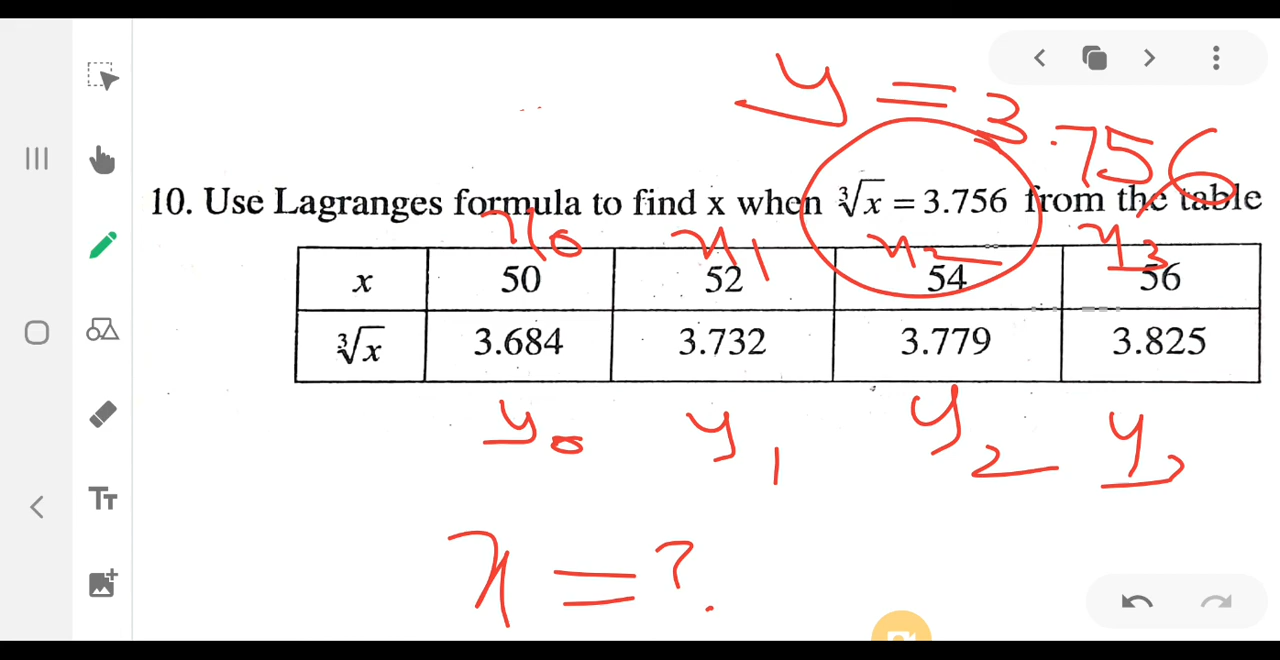 y = 3.756
10. Use Lagranges formula to find x when ∛x = 3.756 from the table
x₀ x₁ x₂ x₃
x 50 52 54 56
∛x 3.684 3.732 3.779 3.825
y₀ y₁ y₂ y₃
x = ?
TT